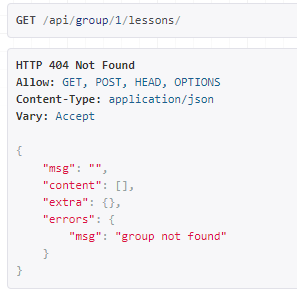 GET /api/group/1/lessons/
HTTP 404 Not Found
Allow: GET, POST, HEAD, OPTIONS
Content-Type: application/json
Vary: Accept
{
"msg": "",
"content": [],
"extra": {},
"errors": {
"msg": "group not found"
}
}